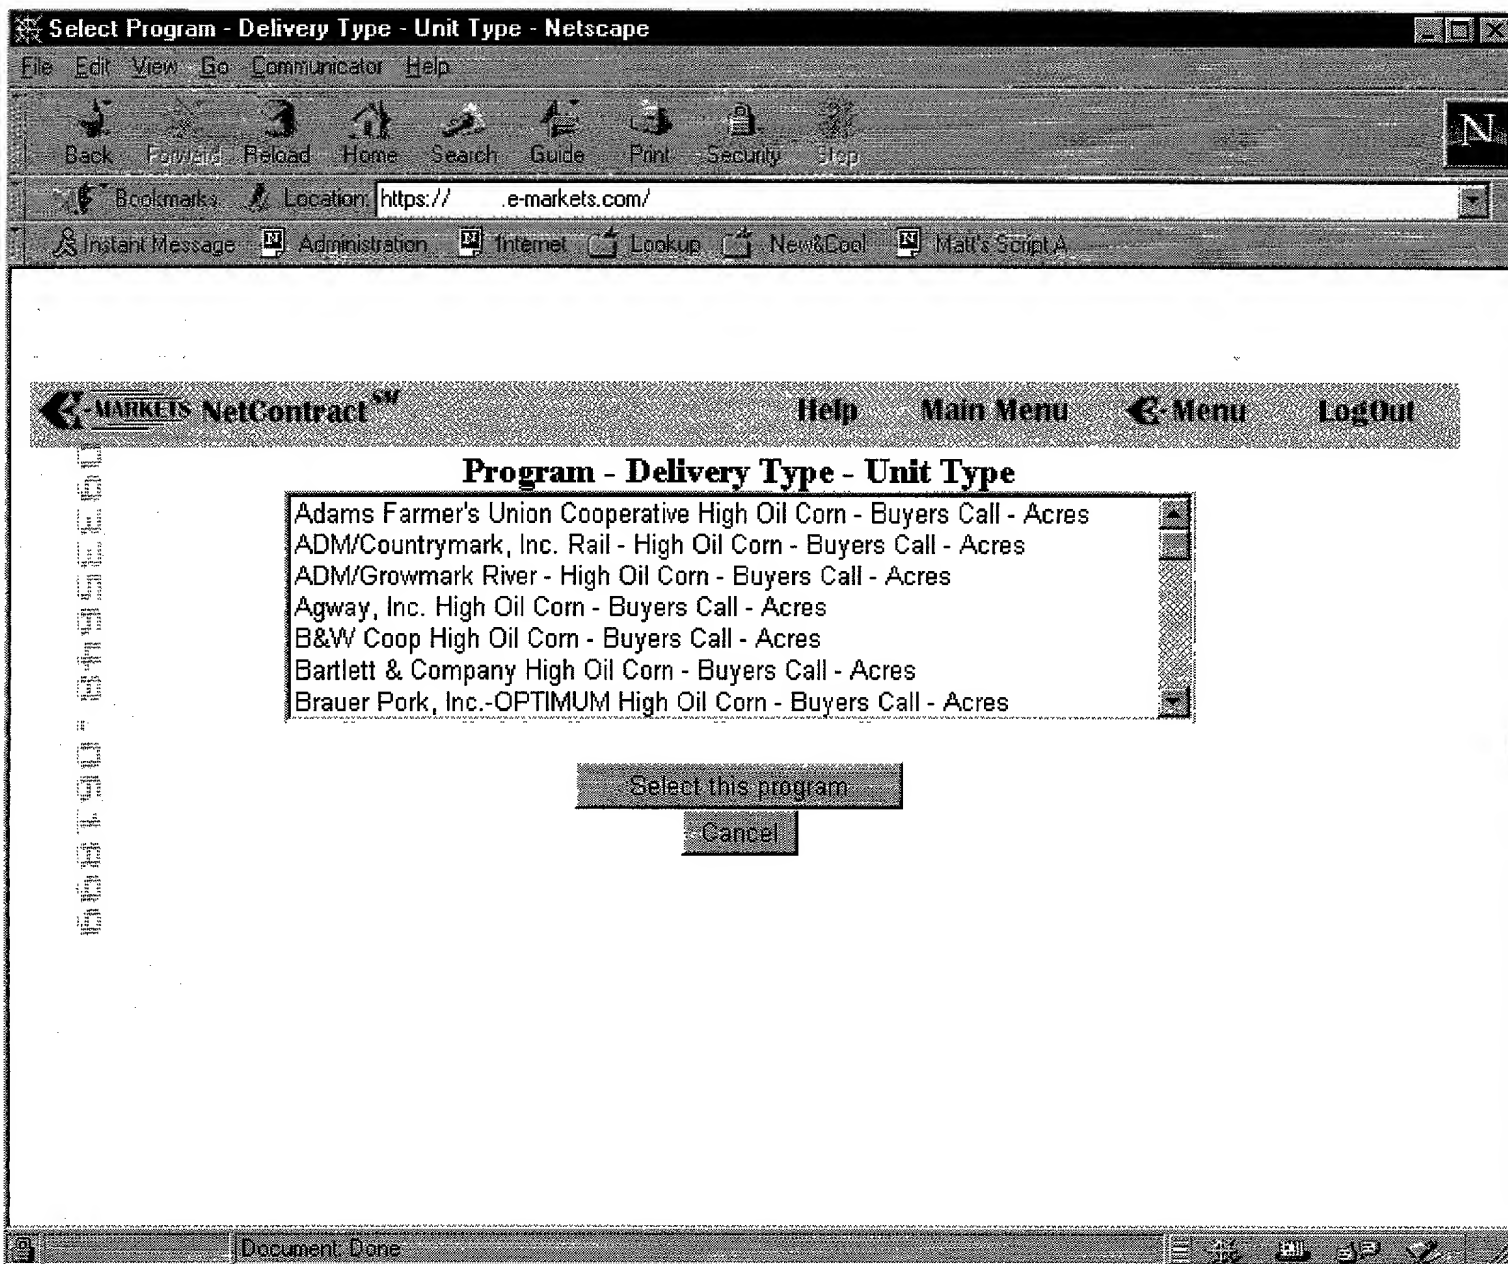 Select Program - Delivery Type - Unit Type - Netscape
File Edit View Go Communicator Help
Back Forward Reload Home Search Guide Print Security Stop
N
Bookmarks Location: https:// .e-markets.com/
Instant Message Administration Internet Lookup New&Cool Matt's Script A
E-MARKETS NetContract SM Help Main Menu E-Menu LogOut
Program - Delivery Type - Unit Type
Adams Farmer's Union Cooperative High Oil Corn - Buyers Call - Acres
ADM/Countrymark, Inc. Rail - High Oil Corn - Buyers Call - Acres
ADM/Growmark River - High Oil Corn - Buyers Call - Acres
Agway, Inc. High Oil Corn - Buyers Call - Acres
B&W Coop High Oil Corn - Buyers Call - Acres
Bartlett & Company High Oil Corn - Buyers Call - Acres
Brauer Pork, Inc.-OPTIMUM High Oil Corn - Buyers Call - Acres
Select this program
Cancel
09335648.061899
Document: Done